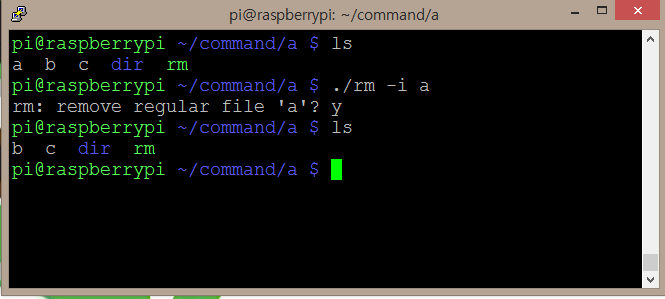 pi@raspberrypi: ~/command/a
pi@raspberrypi ~/command/a $ ls
a  b  c  dir  rm
pi@raspberrypi ~/command/a $ ./rm -i a
rm: remove regular file 'a'? y
pi@raspberrypi ~/command/a $ ls
b  c  dir  rm
pi@raspberrypi ~/command/a $